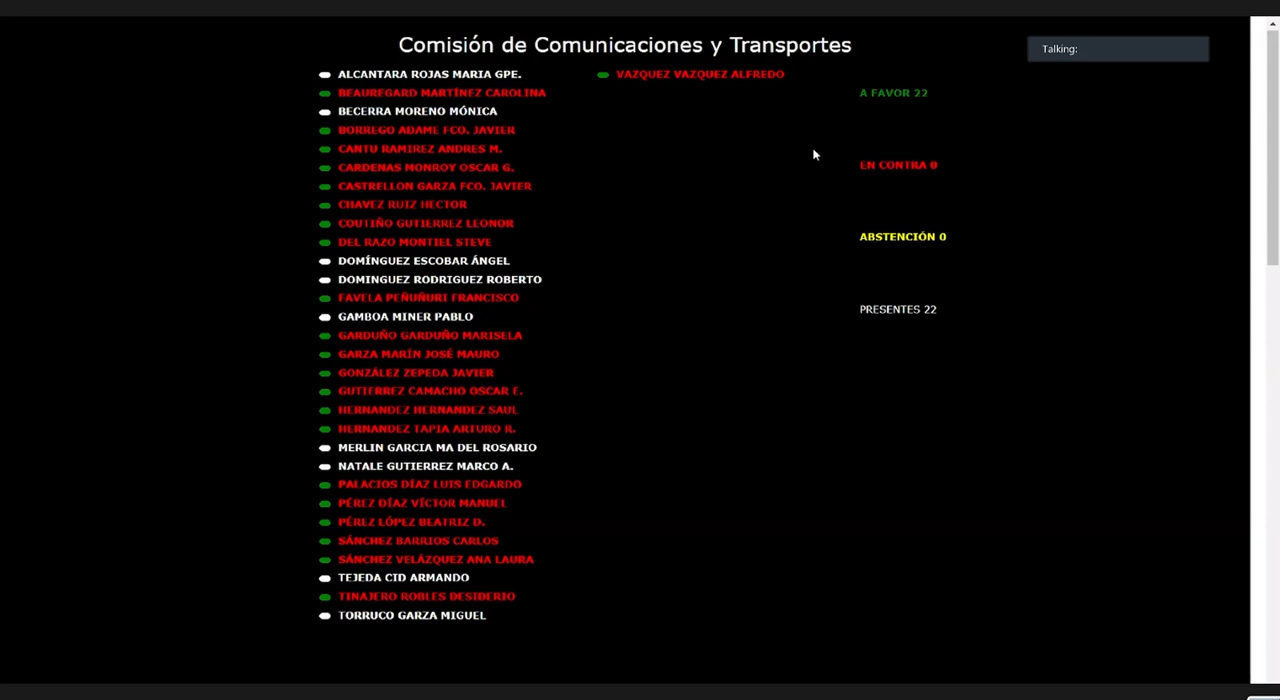 Comisión de Comunicaciones y Transportes
Talking:
ALCANTARA ROJAS MARIA GPE.
BEAUREGARD MARTÍNEZ CAROLINA
BECERRA MORENO MÓNICA
BORREGO ADAME FCO. JAVIER
CANTU RAMIREZ ANDRES M.
CARDENAS MONROY OSCAR G.
CASTRELLON GARZA FCO. JAVIER
CHAVEZ RUIZ HECTOR
COUTIÑO GUTIERREZ LEONOR
DEL RAZO MONTIEL STEVE
DOMÍNGUEZ ESCOBAR ÁNGEL
DOMINGUEZ RODRIGUEZ ROBERTO
FAVELA PEÑUÑURI FRANCISCO
GAMBOA MINER PABLO
GARDUÑO GARDUÑO MARISELA
GARZA MARÍN JOSÉ MAURO
GONZÁLEZ ZEPEDA JAVIER
GUTIERREZ CAMACHO OSCAR E.
HERNANDEZ HERNANDEZ SAUL
HERNANDEZ TAPIA ARTURO R.
MERLIN GARCIA MA DEL ROSARIO
NATALE GUTIERREZ MARCO A.
PALACIOS DÍAZ LUIS EDGARDO
PÉREZ DÍAZ VÍCTOR MANUEL
PÉREZ LÓPEZ BEATRIZ D.
SÁNCHEZ BARRIOS CARLOS
SÁNCHEZ VELÁZQUEZ ANA LAURA
TEJEDA CID ARMANDO
TINAJERO ROBLES DESIDERIO
TORRUCO GARZA MIGUEL
VAZQUEZ VAZQUEZ ALFREDO
A FAVOR 22
EN CONTRA 0
ABSTENCIÓN 0
PRESENTES 22